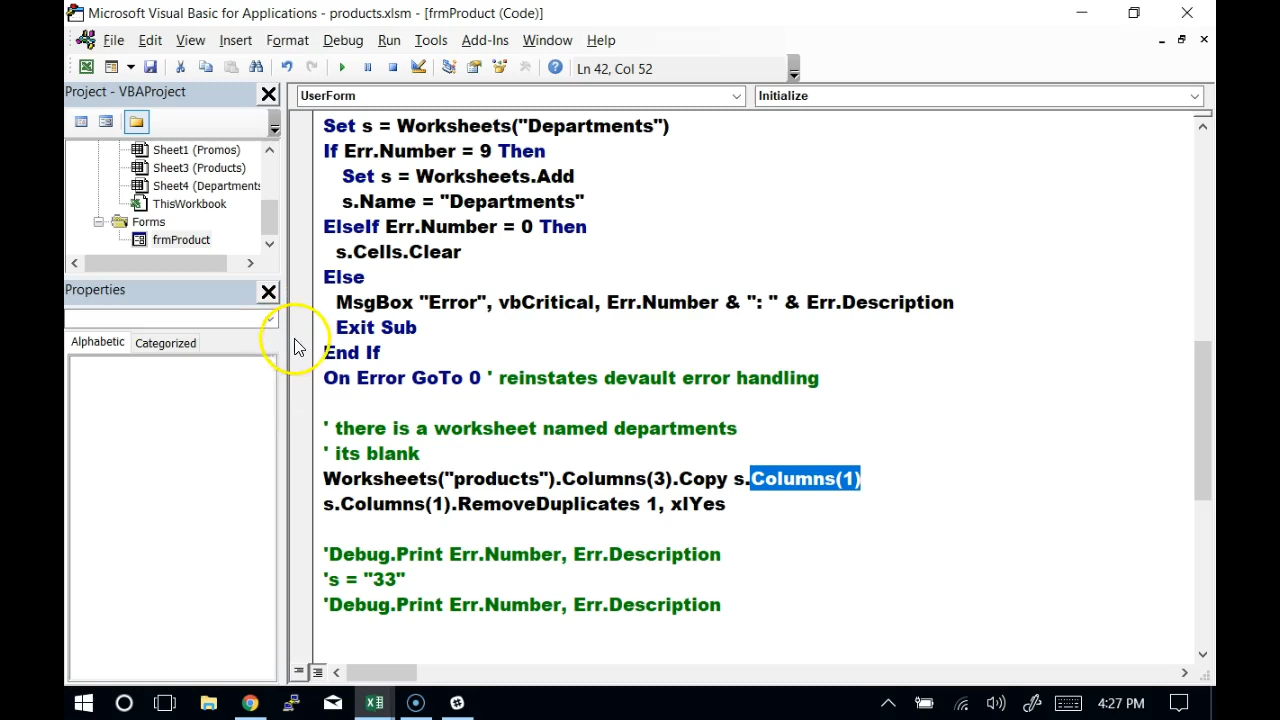 Microsoft Visual Basic for Applications - products.xlsm - [frmProduct (Code)]
File Edit View Insert Format Debug Run Tools Add-Ins Window Help
Ln 42, Col 52
Project - VBAProject
UserForm
Initialize
Sheet1 (Promos)
Sheet3 (Products)
Sheet4 (Departments
ThisWorkbook
Forms
frmProduct
Properties
Alphabetic Categorized
Set s = Worksheets("Departments")
If Err.Number = 9 Then
Set s = Worksheets.Add
s.Name = "Departments"
ElseIf Err.Number = 0 Then
s.Cells.Clear
Else
MsgBox "Error", vbCritical, Err.Number & ": " & Err.Description
Exit Sub
End If
On Error GoTo 0 ' reinstates devault error handling
' there is a worksheet named departments
' its blank
Worksheets("products").Columns(3).Copy s.Columns(1)
s.Columns(1).RemoveDuplicates 1, xlYes
'Debug.Print Err.Number, Err.Description
's = "33"
'Debug.Print Err.Number, Err.Description
4:27 PM